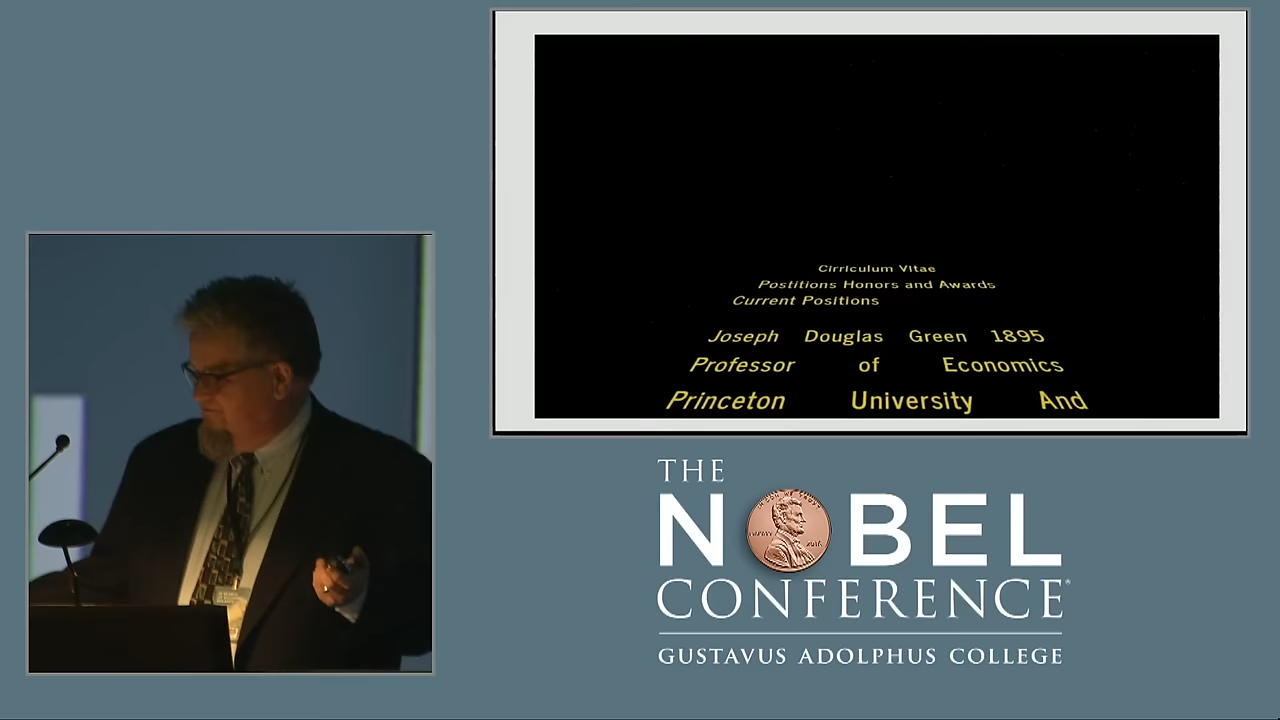 Cirriculum Vitae
Postitions Honors and Awards
Current Positions
Joseph Douglas Green 1895
Professor of Economics
Princeton University And
THE
NOBEL
CONFERENCE
GUSTAVUS ADOLPHUS COLLEGE